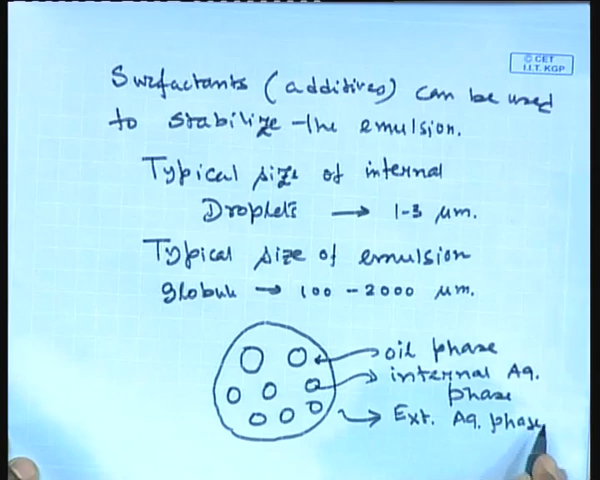 © CET
I.I.T. KGP
Surfactants (additives) can be used
to stabilize the emulsion.
Typical size of internal
Droplets → 1-3 μm.
Typical size of emulsion
globule → 100 - 2000 μm.
oil phase
internal Aq.
phase
Ext. Aq. phase